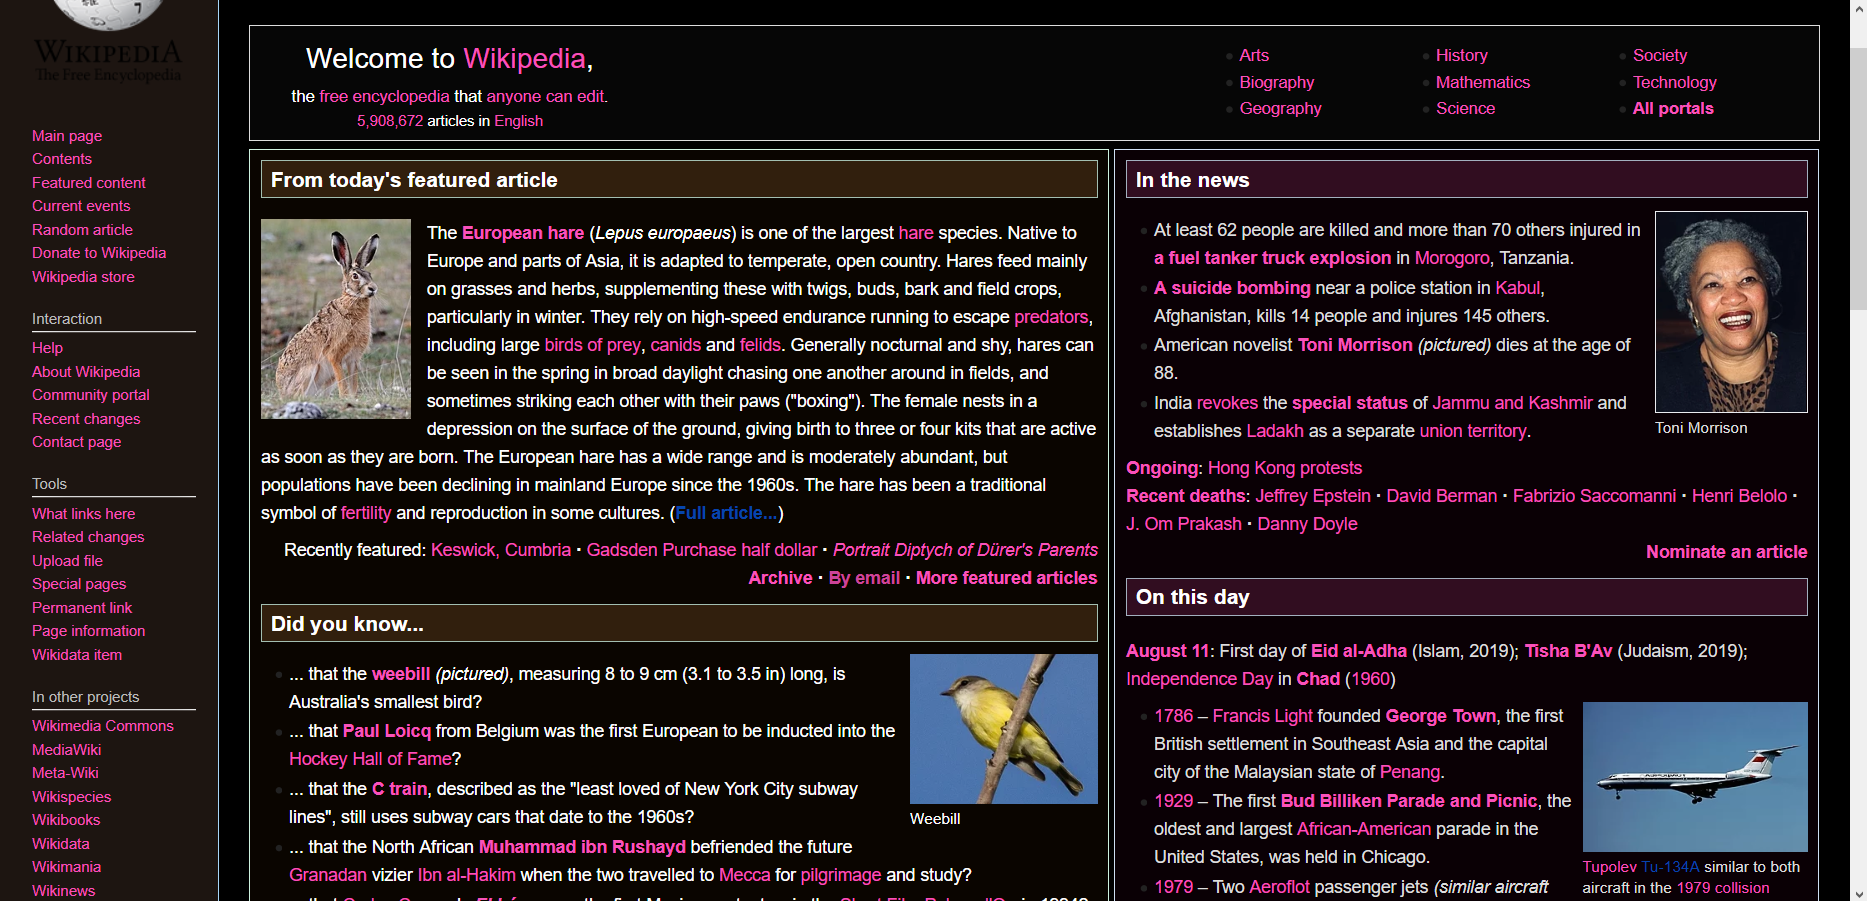 WIKIPEDIA
The Free Encyclopedia
Main page
Contents
Featured content
Current events
Random article
Donate to Wikipedia
Wikipedia store
Interaction
Help
About Wikipedia
Community portal
Recent changes
Contact page
Tools
What links here
Related changes
Upload file
Special pages
Permanent link
Page information
Wikidata item
In other projects
Wikimedia Commons
MediaWiki
Meta-Wiki
Wikispecies
Wikibooks
Wikidata
Wikimania
Wikinews
Welcome to Wikipedia,
the free encyclopedia that anyone can edit.
5,908,672 articles in English
Arts
Biography
Geography
History
Mathematics
Science
Society
Technology
All portals
From today's featured article
The European hare (Lepus europaeus) is one of the largest hare species. Native to
Europe and parts of Asia, it is adapted to temperate, open country. Hares feed mainly
on grasses and herbs, supplementing these with twigs, buds, bark and field crops,
particularly in winter. They rely on high-speed endurance running to escape predators,
including large birds of prey, canids and felids. Generally nocturnal and shy, hares can
be seen in the spring in broad daylight chasing one another around in fields, and
sometimes striking each other with their paws ("boxing"). The female nests in a
depression on the surface of the ground, giving birth to three or four kits that are active
as soon as they are born. The European hare has a wide range and is moderately abundant, but
populations have been declining in mainland Europe since the 1960s. The hare has been a traditional
symbol of fertility and reproduction in some cultures. (Full article...)
Recently featured: Keswick, Cumbria · Gadsden Purchase half dollar · Portrait Diptych of Dürer's Parents
Archive · By email · More featured articles
Did you know...
... that the weebill (pictured), measuring 8 to 9 cm (3.1 to 3.5 in) long, is
Australia's smallest bird?
... that Paul Loicq from Belgium was the first European to be inducted into the
Hockey Hall of Fame?
... that the C train, described as the "least loved of New York City subway
lines", still uses subway cars that date to the 1960s?
... that the North African Muhammad ibn Rushayd befriended the future
Granadan vizier Ibn al-Hakim when the two travelled to Mecca for pilgrimage and study?
Weebill
In the news
At least 62 people are killed and more than 70 others injured in
a fuel tanker truck explosion in Morogoro, Tanzania.
A suicide bombing near a police station in Kabul,
Afghanistan, kills 14 people and injures 145 others.
American novelist Toni Morrison (pictured) dies at the age of
88.
India revokes the special status of Jammu and Kashmir and
establishes Ladakh as a separate union territory.
Toni Morrison
Ongoing: Hong Kong protests
Recent deaths: Jeffrey Epstein · David Berman · Fabrizio Saccomanni · Henri Belolo ·
J. Om Prakash · Danny Doyle
Nominate an article
On this day
August 11: First day of Eid al-Adha (Islam, 2019); Tisha B'Av (Judaism, 2019);
Independence Day in Chad (1960)
1786 – Francis Light founded George Town, the first
British settlement in Southeast Asia and the capital
city of the Malaysian state of Penang.
1929 – The first Bud Billiken Parade and Picnic, the
oldest and largest African-American parade in the
United States, was held in Chicago.
1979 – Two Aeroflot passenger jets (similar aircraft
Tupolev Tu-134A similar to both
aircraft in the 1979 collision